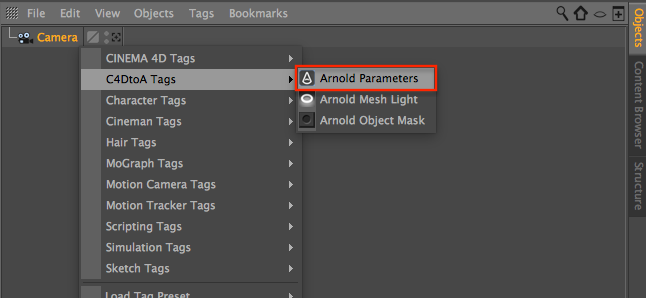 File Edit View Objects Tags Bookmarks
Camera
CINEMA 4D Tags
C4DtoA Tags
Character Tags
Cineman Tags
Hair Tags
MoGraph Tags
Motion Camera Tags
Motion Tracker Tags
Scripting Tags
Simulation Tags
Sketch Tags
Load Tag Preset
Arnold Parameters
Arnold Mesh Light
Arnold Object Mask
Objects
Content Browser
Structure